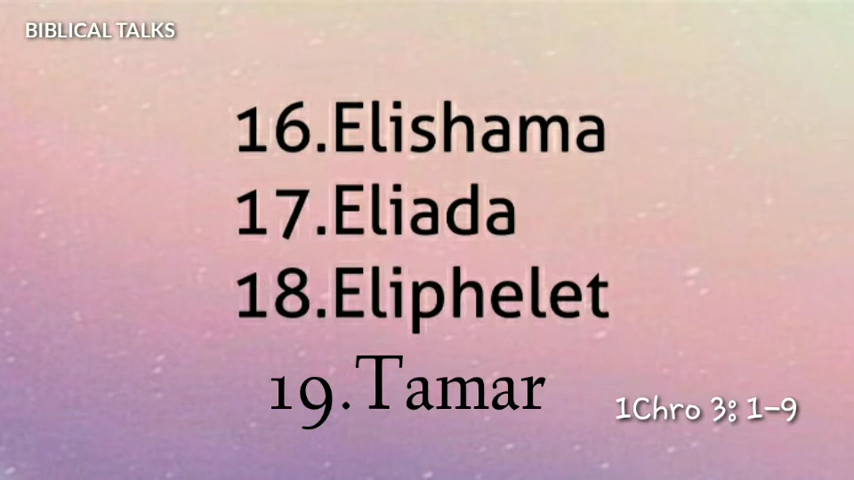 BIBLICAL TALKS
16.Elishama
17.Eliada
18.Eliphelet
19.Tamar
1Chro 3: 1-9